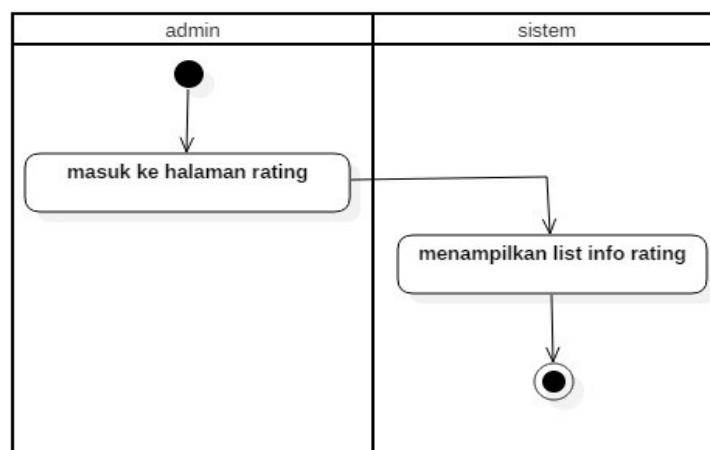 admin
sistem
masuk ke halaman rating
menampilkan list info rating